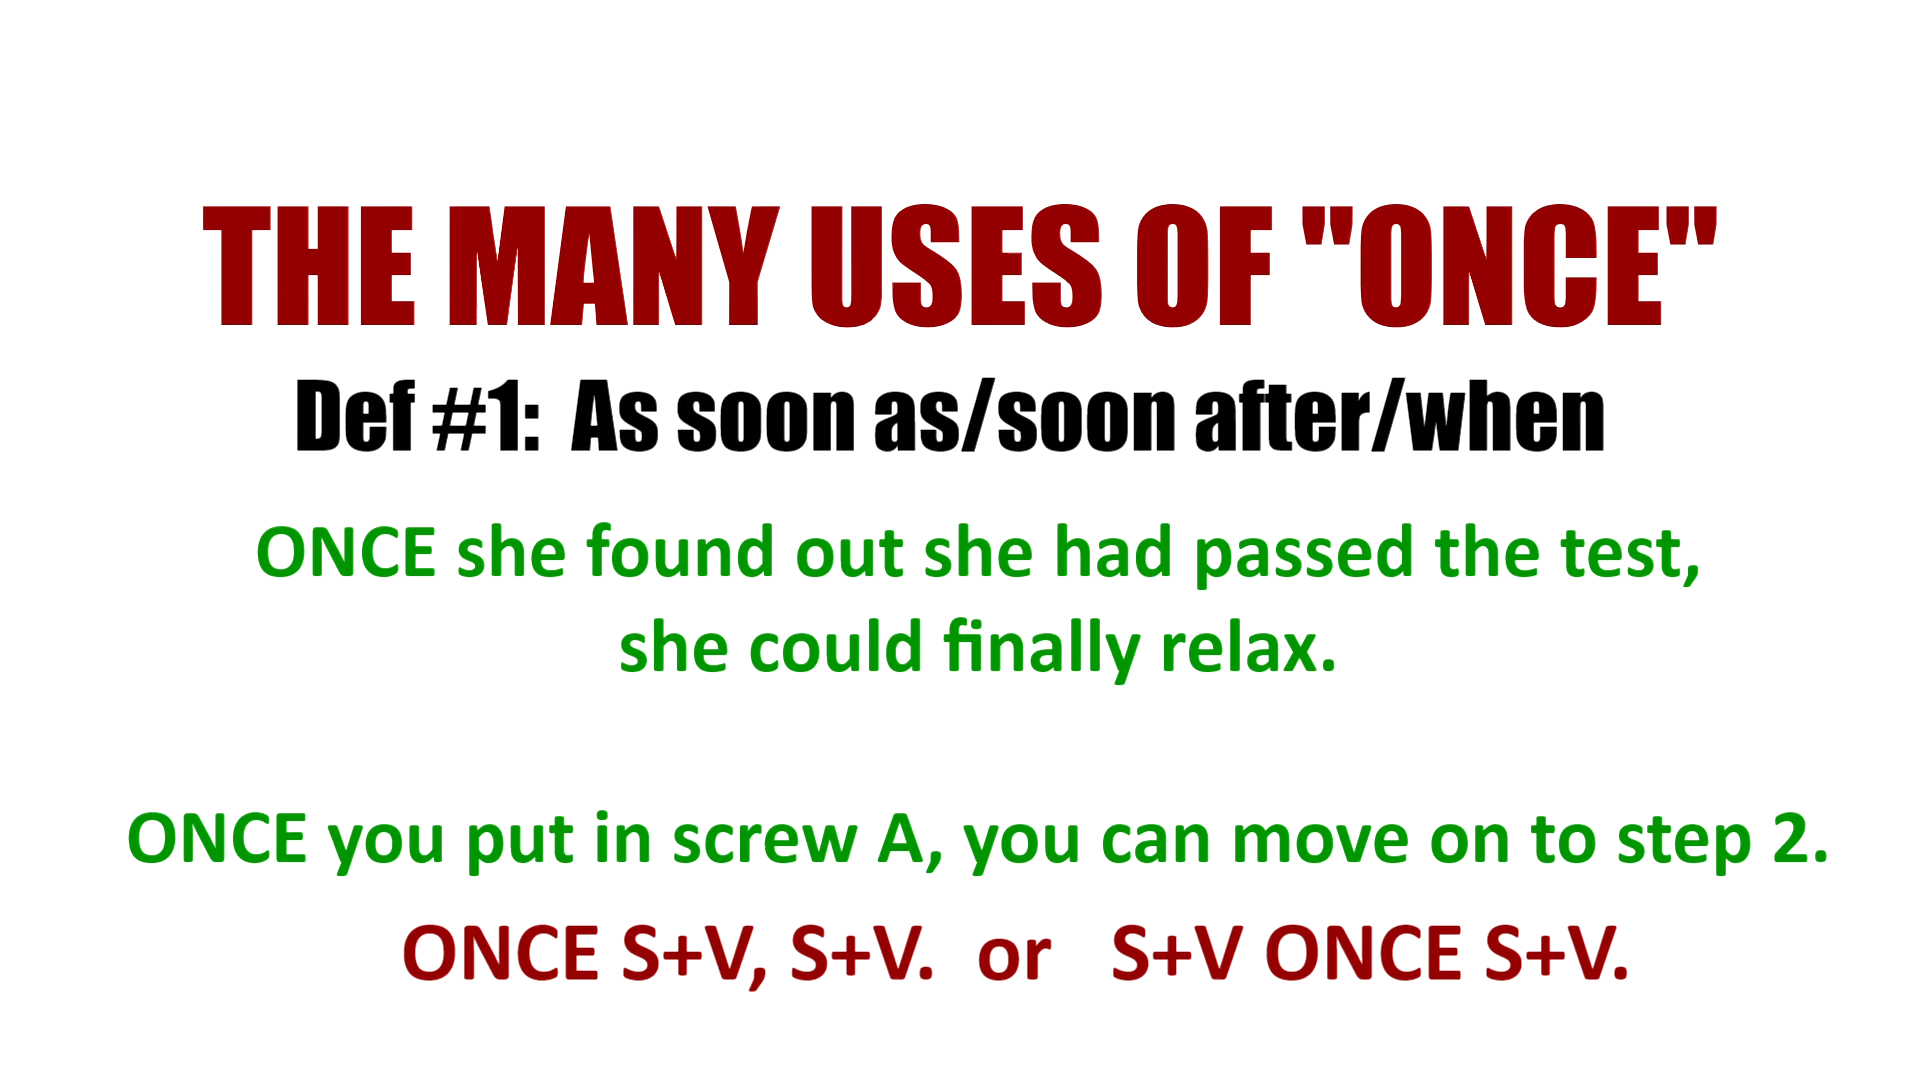 THE MANY USES OF "ONCE"
Def #1: As soon as/soon after/when
ONCE she found out she had passed the test,
she could finally relax.
ONCE you put in screw A, you can move on to step 2.
ONCE S+V, S+V. or S+V ONCE S+V.